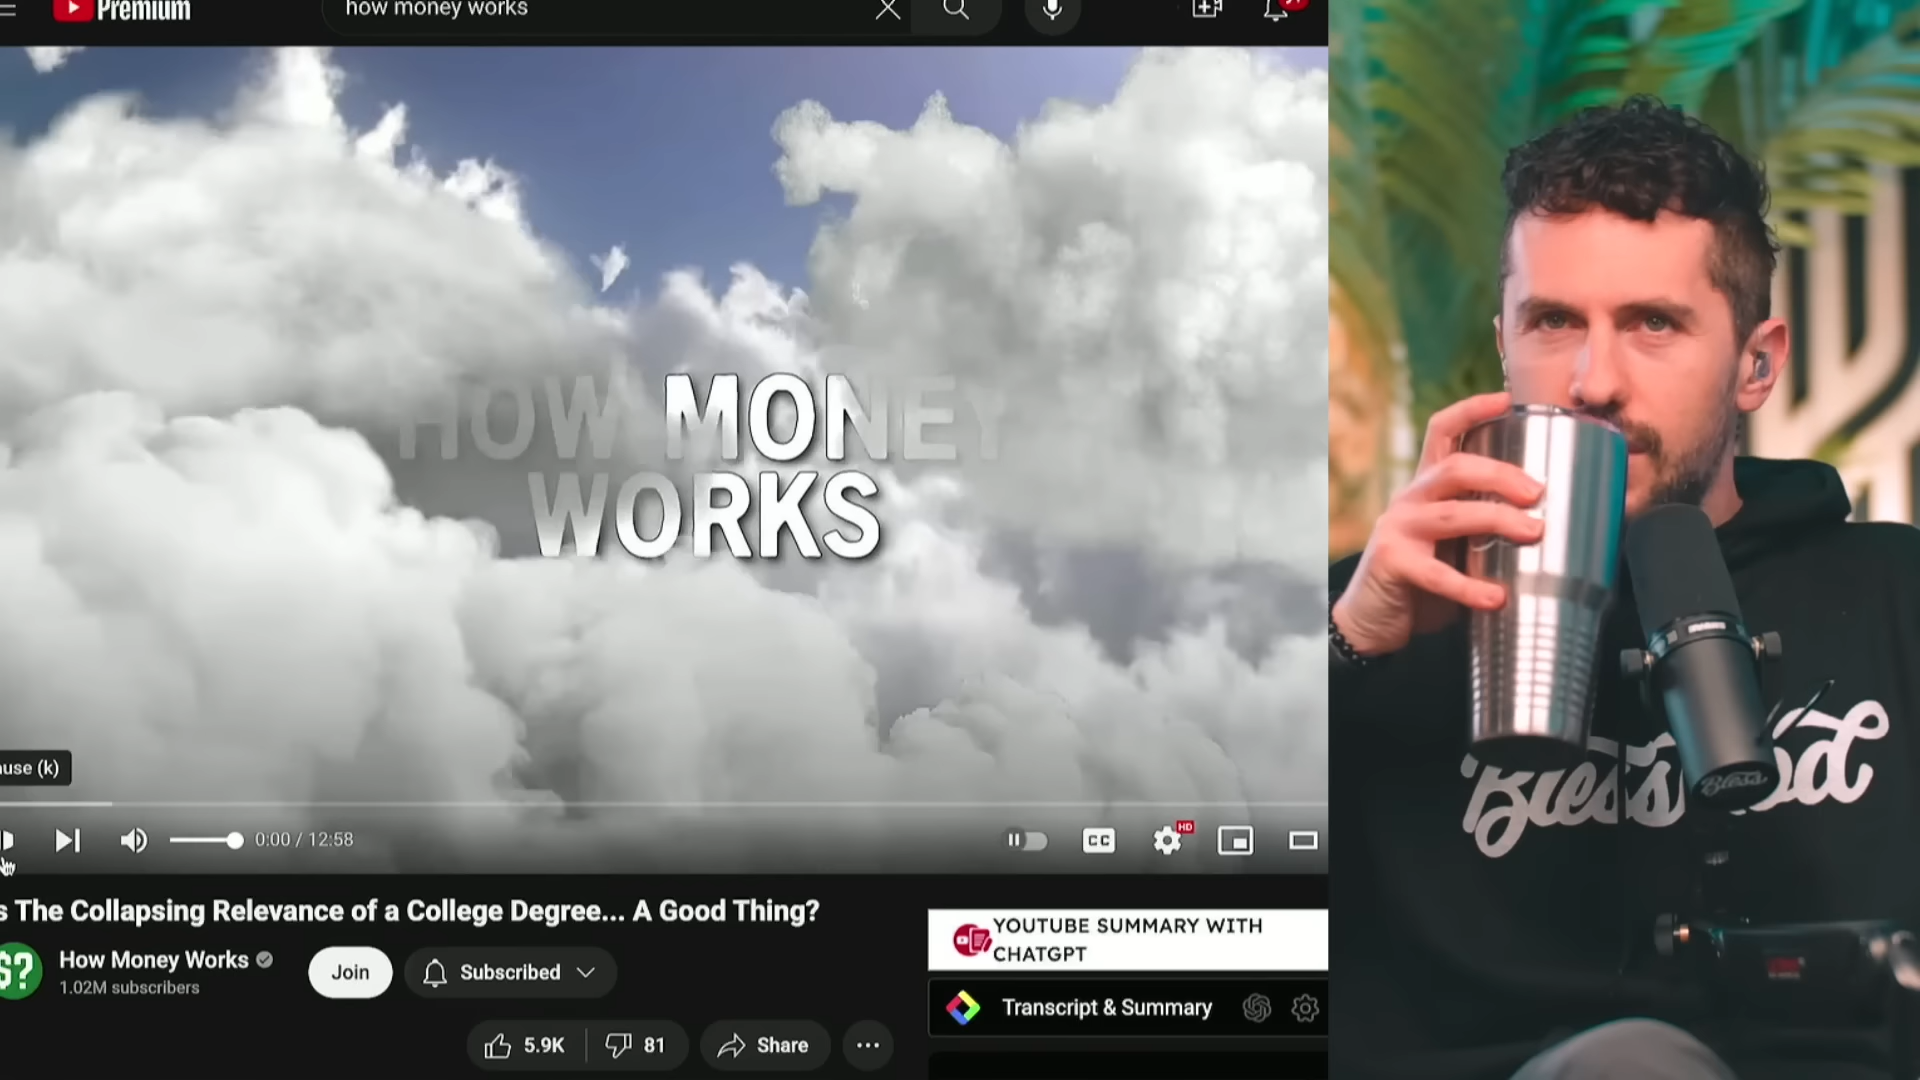 Premium
how money works
HOW MONEY
WORKS
use (k)
0:00 / 12:58
CC
HD
s The Collapsing Relevance of a College Degree... A Good Thing?
$?
How Money Works
1.02M subscribers
Join
Subscribed
5.9K
81
Share
YOUTUBE SUMMARY WITH
CHATGPT
Transcript & Summary
Bless